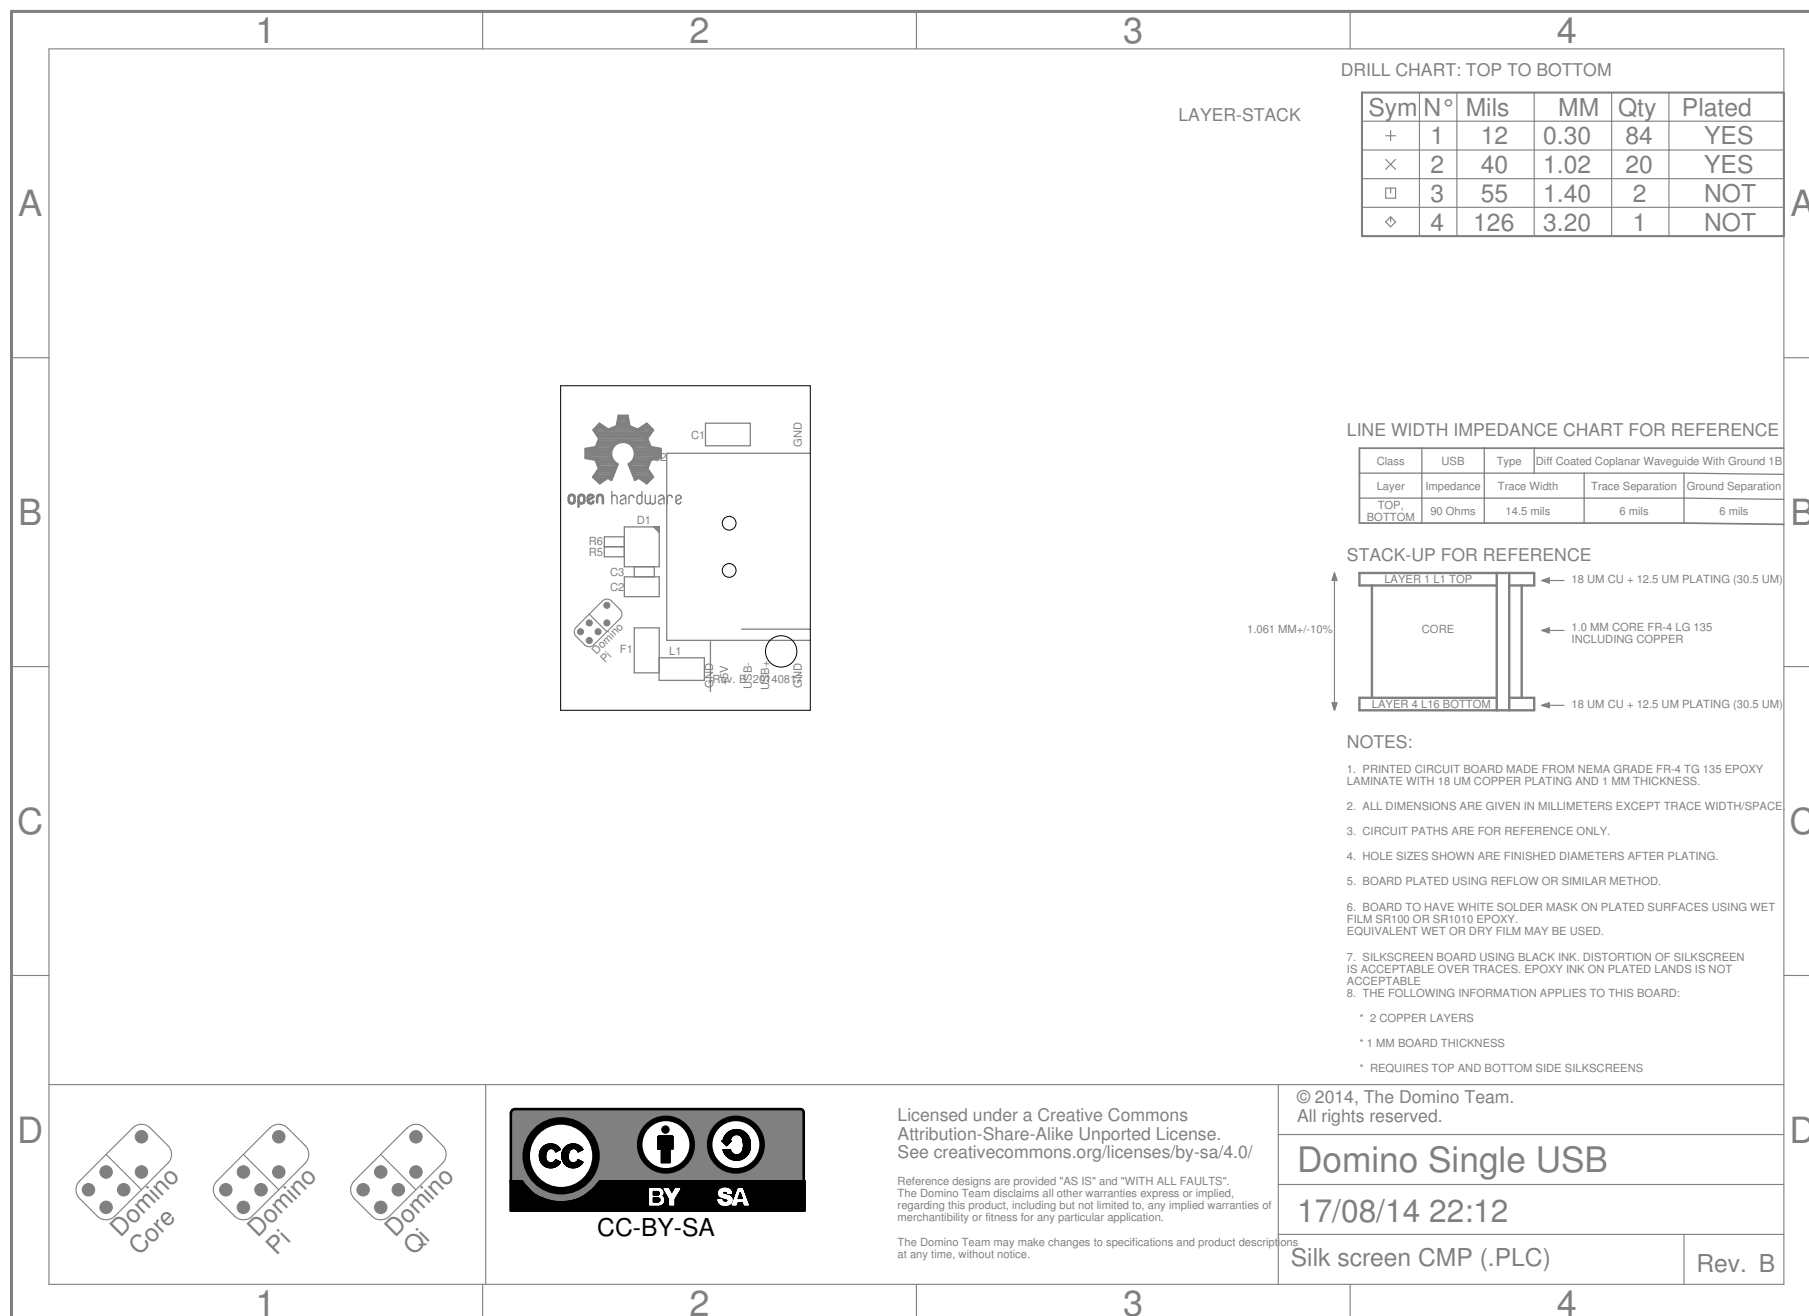 1 2 3 4
A A
B B
C C
D D
LAYER-STACK
DRILL CHART: TOP TO BOTTOM
Sym N° Mils MM Qty Plated
+ 1 12 0.30 84 YES
× 2 40 1.02 20 YES
3 55 1.40 2 NOT
4 126 3.20 1 NOT
C1
GND
open hardware
D1
R6
R5
C3
C2
Domino
Pi
F1
L1
GND
USB-
USB+
GND
LINE WIDTH IMPEDANCE CHART FOR REFERENCE
Class USB Type Diff Coated Coplanar Waveguide With Ground 1B
Layer Impedance Trace Width Trace Separation Ground Separation
TOP,
BOTTOM 90 Ohms 14.5 mils 6 mils 6 mils
STACK-UP FOR REFERENCE
LAYER 1 L1 TOP
18 UM CU + 12.5 UM PLATING (30.5 UM)
1.061 MM+/-10%
CORE
1.0 MM CORE FR-4 LG 135
INCLUDING COPPER
LAYER 4 L16 BOTTOM
18 UM CU + 12.5 UM PLATING (30.5 UM)
NOTES:
1. PRINTED CIRCUIT BOARD MADE FROM NEMA GRADE FR-4 TG 135 EPOXY
LAMINATE WITH 18 UM COPPER PLATING AND 1 MM THICKNESS.
2. ALL DIMENSIONS ARE GIVEN IN MILLIMETERS EXCEPT TRACE WIDTH/SPACE.
3. CIRCUIT PATHS ARE FOR REFERENCE ONLY.
4. HOLE SIZES SHOWN ARE FINISHED DIAMETERS AFTER PLATING.
5. BOARD PLATED USING REFLOW OR SIMILAR METHOD.
6. BOARD TO HAVE WHITE SOLDER MASK ON PLATED SURFACES USING WET
FILM SR100 OR SR1010 EPOXY.
EQUIVALENT WET OR DRY FILM MAY BE USED.
7. SILKSCREEN BOARD USING BLACK INK. DISTORTION OF SILKSCREEN
IS ACCEPTABLE OVER TRACES. EPOXY INK ON PLATED LANDS IS NOT
ACCEPTABLE
8. THE FOLLOWING INFORMATION APPLIES TO THIS BOARD:
* 2 COPPER LAYERS
* 1 MM BOARD THICKNESS
* REQUIRES TOP AND BOTTOM SIDE SILKSCREENS
Domino
Core
Domino
Pi
Domino
Qi
cc
BY SA
CC-BY-SA
Licensed under a Creative Commons
Attribution-Share-Alike Unported License.
See creativecommons.org/licenses/by-sa/4.0/
Reference designs are provided "AS IS" and "WITH ALL FAULTS".
The Domino Team disclaims all other warranties express or implied,
regarding this product, including but not limited to, any implied warranties of
merchantibility or fitness for any particular application.
The Domino Team may make changes to specifications and product descriptions
at any time, without notice.
© 2014, The Domino Team.
All rights reserved.
Domino Single USB
17/08/14 22:12
Silk screen CMP (.PLC)
Rev. B
1 2 3 4